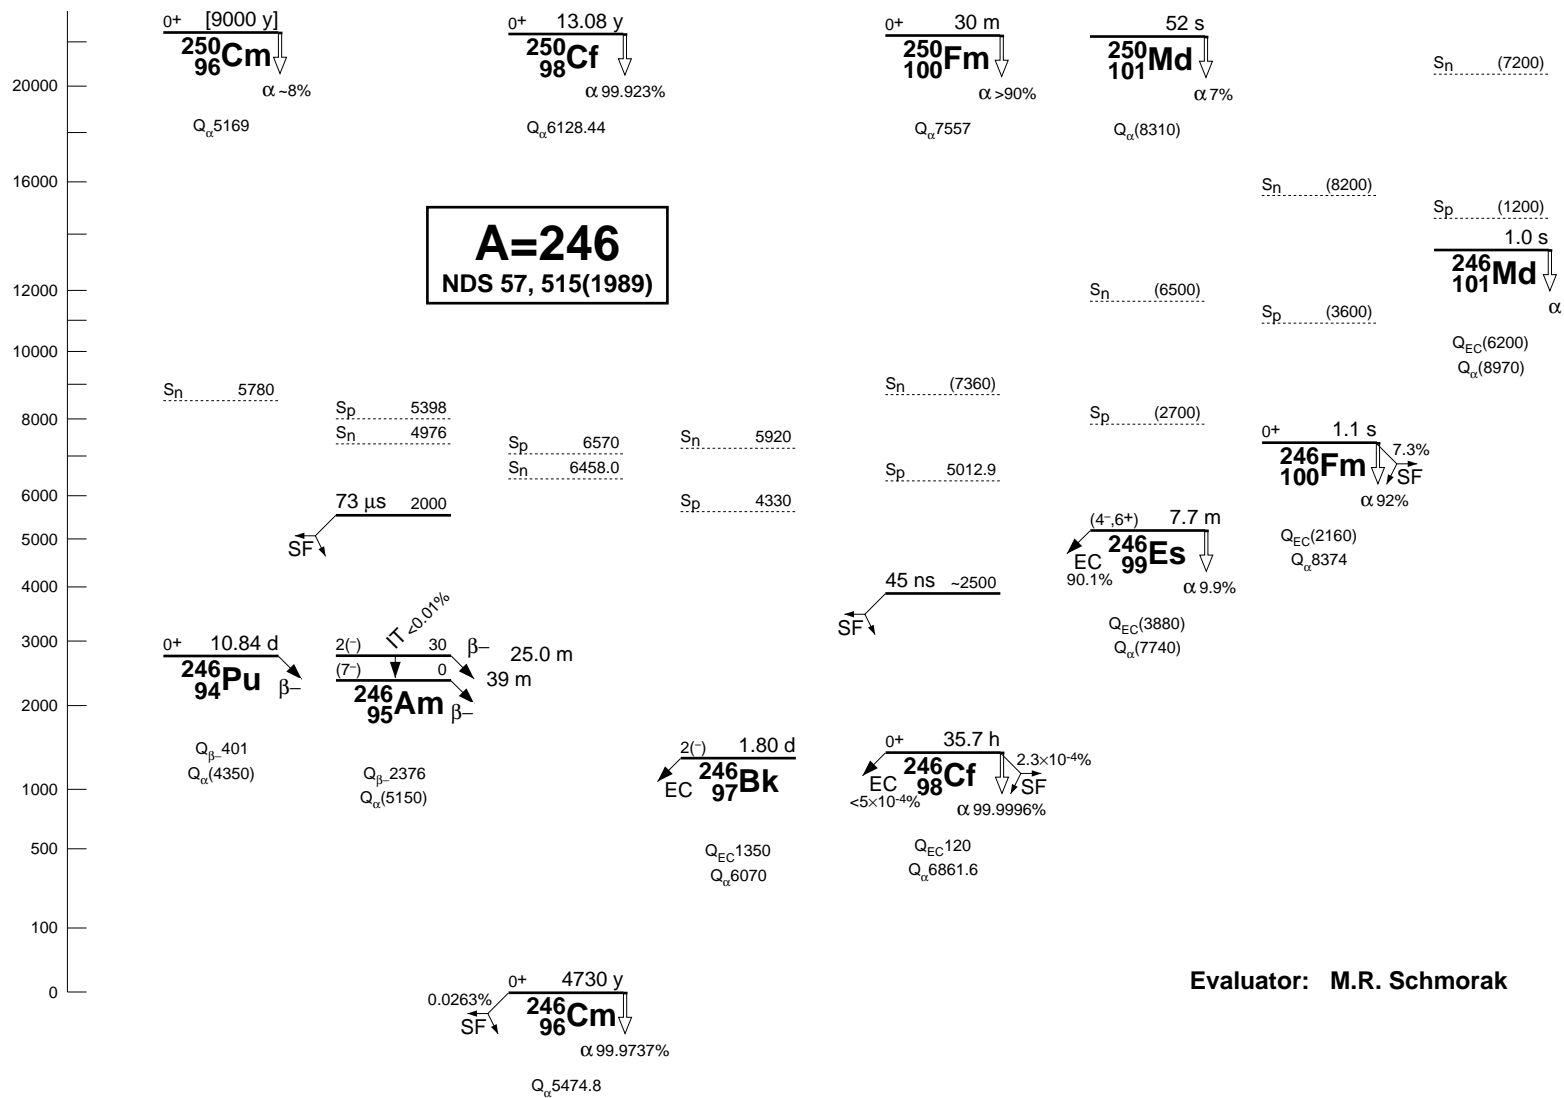 0+ [9000 y]
250
96 Cm
α ~8%
Qα5169
0+ 13.08 y
250
98 Cf
α 99.923%
Qα6128.44
0+ 30 m
250
100 Fm
α >90%
Qα7557
52 s
250
101 Md
α 7%
Qα(8310)
Sn (7200)
20000
16000
12000
10000
8000
6000
5000
4000
3000
2000
1000
500
100
0
A=246
NDS 57, 515(1989)
Sn (8200)
Sp (1200)
1.0 s
246
101 Md
α
QEC(6200)
Qα(8970)
Sn (6500)
Sp (3600)
Sn 5780
Sp 5398
Sn 4976
Sp 6570
Sn 6458.0
Sn 5920
Sp 4330
Sn (7360)
Sp 5012.9
Sp (2700)
0+ 1.1 s
246
100 Fm
7.3%
SF
α 92%
QEC(2160)
Qα8374
73 μs 2000
SF
(4–,6+) 7.7 m
246
99 Es
EC
90.1%
α 9.9%
QEC(3880)
Qα(7740)
45 ns ~2500
SF
0+ 10.84 d
246
94 Pu
β–
Qβ–401
Qα(4350)
IT <0.01%
2(–) 30 β– 25.0 m
(7–) 0 39 m
246
95 Am
β–
Qβ–2376
Qα(5150)
2(–) 1.80 d
246
97 Bk
EC
QEC1350
Qα6070
0+ 35.7 h
246
98 Cf
EC
<5×10-4%
2.3×10-4%
SF
α 99.9996%
QEC120
Qα6861.6
0+ 4730 y
0.0263%
SF
246
96 Cm
α 99.9737%
Qα5474.8
Evaluator: M.R. Schmorak